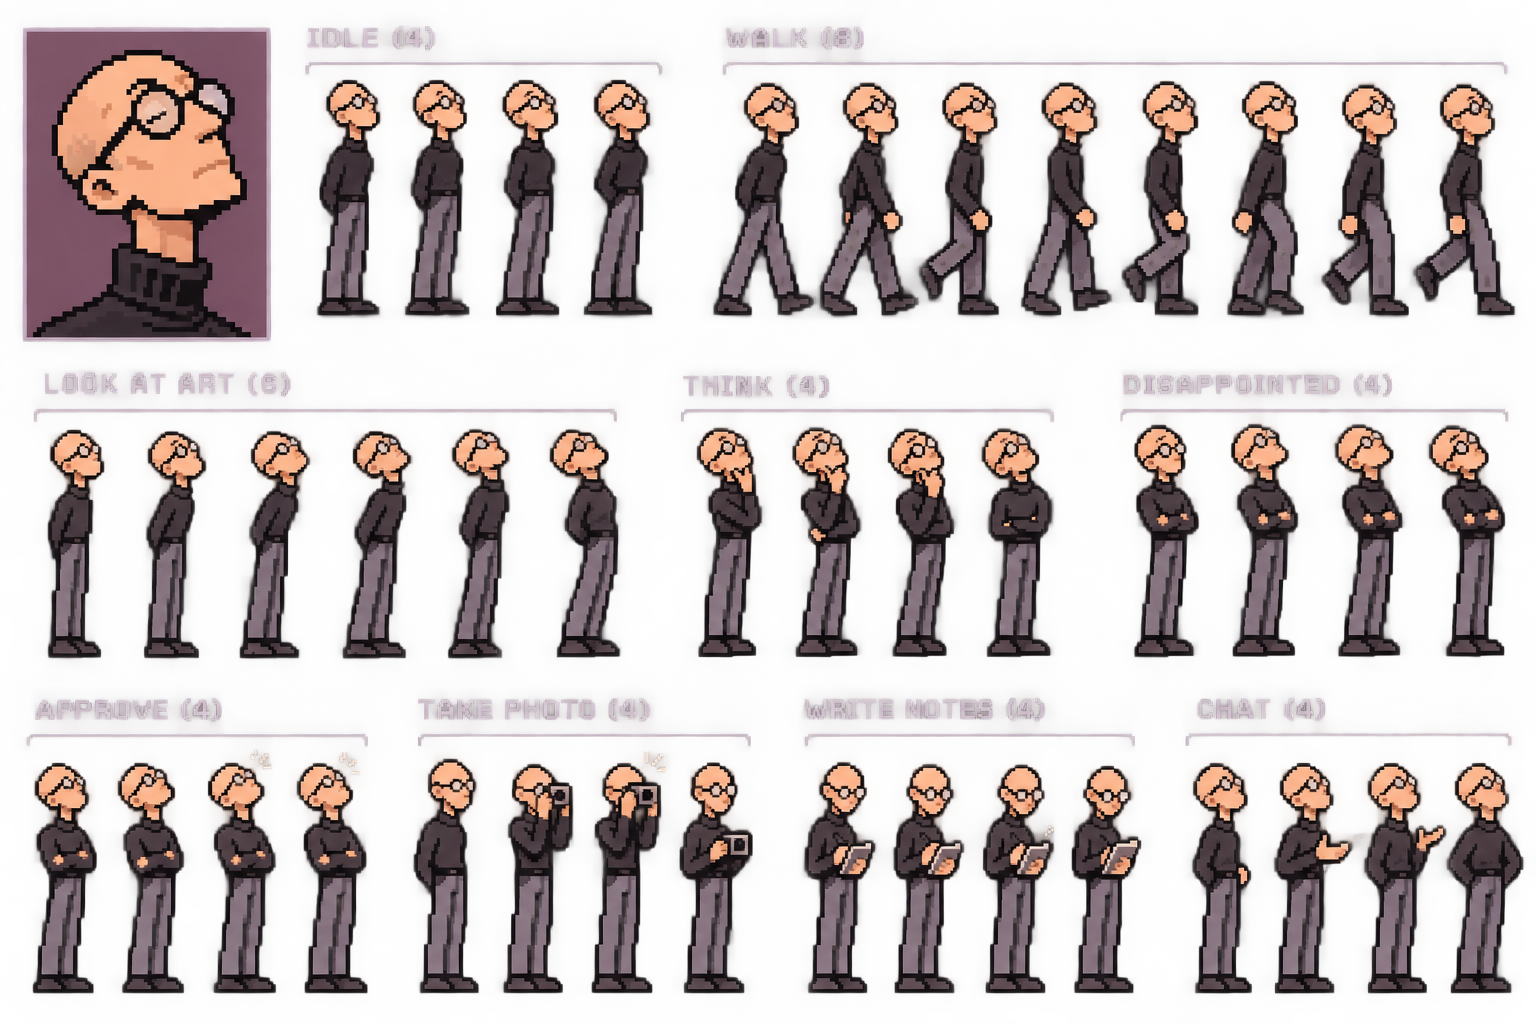 IDLE (4)
WALK (8)
LOOK AT ART (6)
THINK (4)
DISAPPOINTED (4)
APPROVE (4)
TAKE PHOTO (4)
WRITE NOTES (4)
CHAT (4)